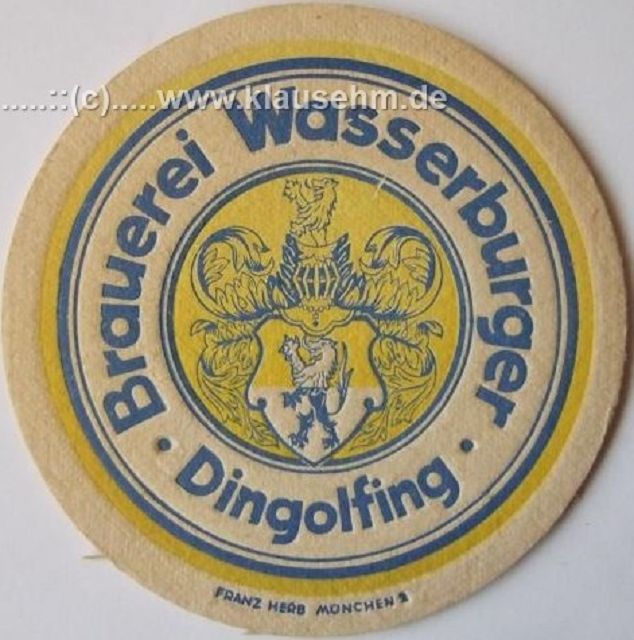 .....::(c).....www.klausehm.de
Brauerei Wasserburger
· Dingolfing ·
FRANZ HERB MÜNCHEN 2